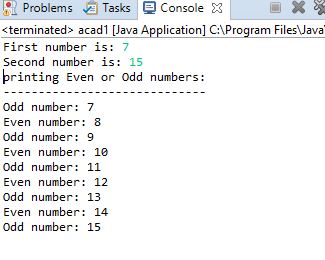 Problems Tasks Console
<terminated> acad1 [Java Application] C:\Program Files\Java
First number is: 7
Second number is: 15
printing Even or Odd numbers:
-----------------------------
Odd number: 7
Even number: 8
Odd number: 9
Even number: 10
Odd number: 11
Even number: 12
Odd number: 13
Even number: 14
Odd number: 15